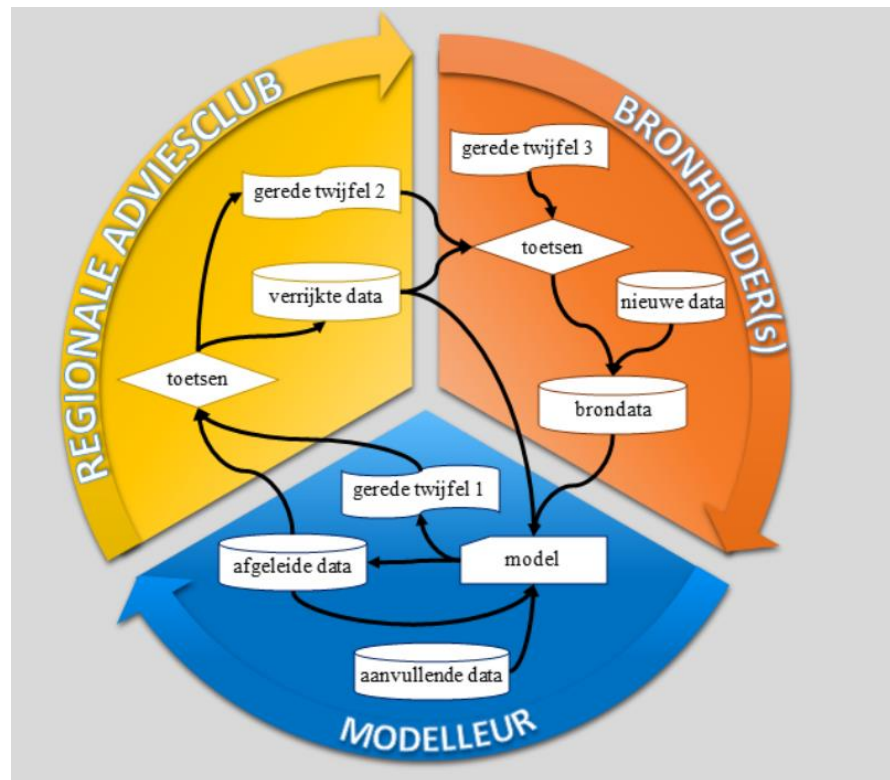 REGIONALE ADVIESCLUB
gerede twijfel 2
verrijkte data
toetsen
BRONHOUDER(s)
gerede twijfel 3
toetsen
nieuwe data
brondata
gerede twijfel 1
afgeleide data
model
aanvullende data
MODELLEUR